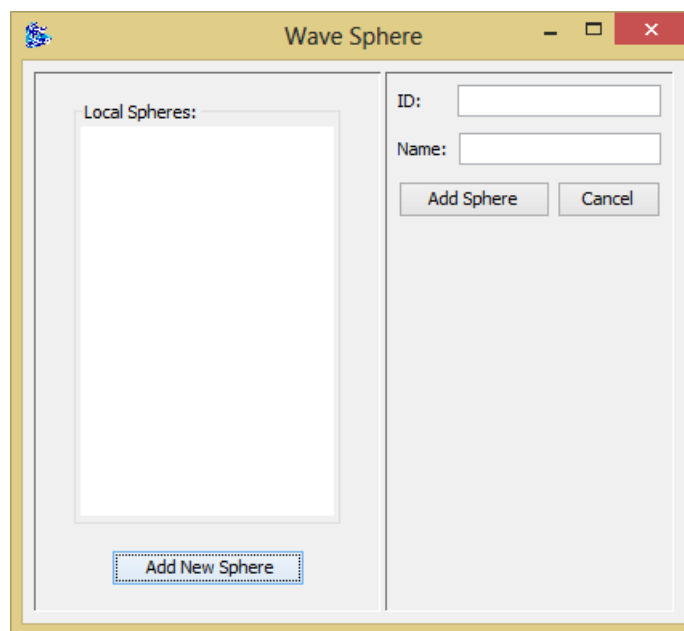 Wave Sphere
Local Spheres:
Add New Sphere
ID:
Name:
Add Sphere
Cancel